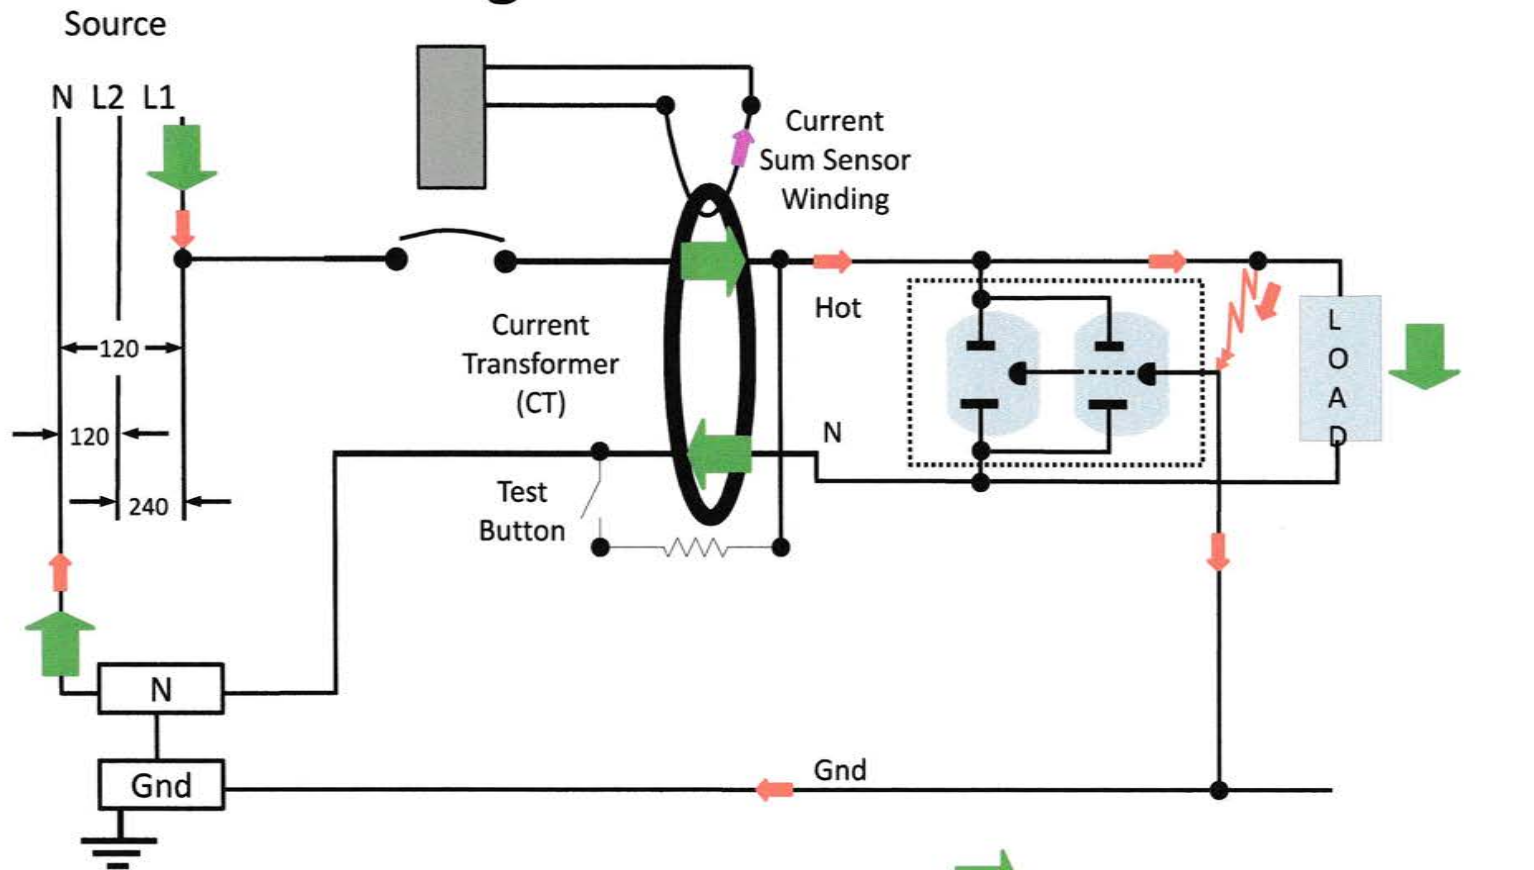 Source
N L2 L1
Current
Sum Sensor
Winding
Hot
Current
Transformer
(CT)
120
120
240
N
Test
Button
L
O
A
D
N
Gnd
Gnd